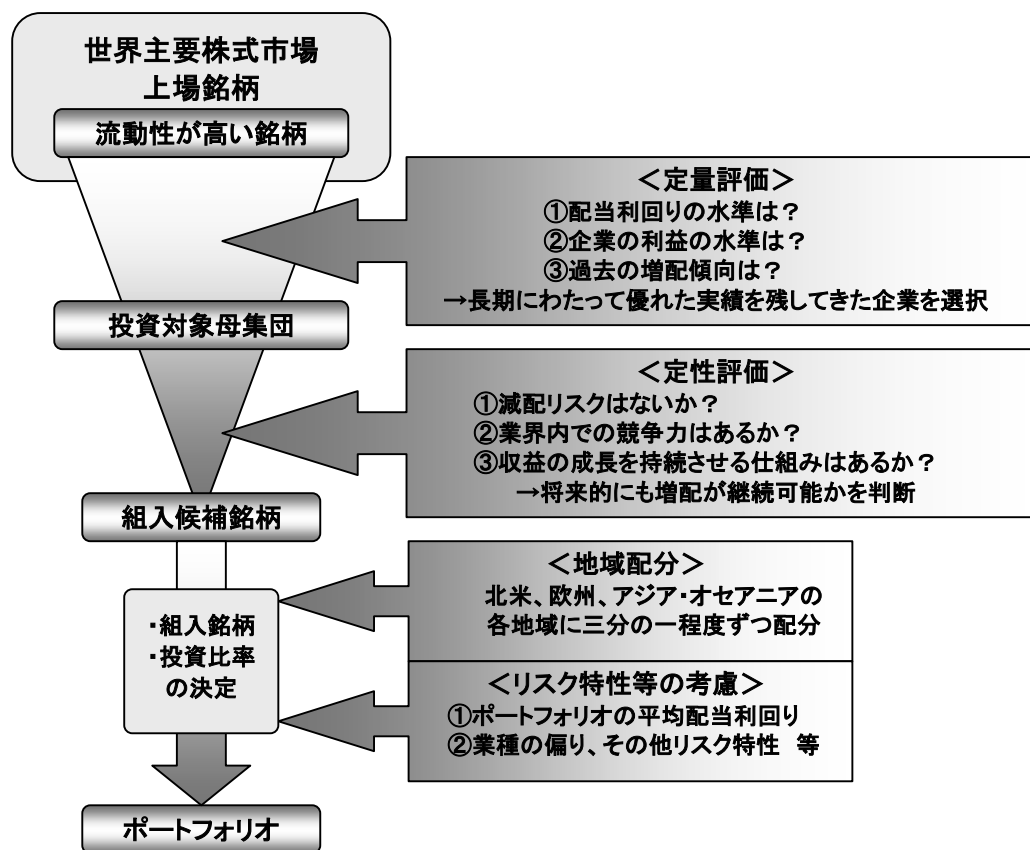 世界主要株式市場
上場銘柄
流動性が高い銘柄
＜定量評価＞
①配当利回りの水準は？
②企業の利益の水準は？
③過去の増配傾向は？
→長期にわたって優れた実績を残してきた企業を選択
投資対象母集団
＜定性評価＞
①減配リスクはないか？
②業界内での競争力はあるか？
③収益の成長を持続させる仕組みはあるか？
→将来的にも増配が継続可能かを判断
組入候補銘柄
＜地域配分＞
北米、欧州、アジア・オセアニアの
各地域に三分の一程度ずつ配分
・組入銘柄
・投資比率
の決定
＜リスク特性等の考慮＞
①ポートフォリオの平均配当利回り
②業種の偏り、その他リスク特性　等
ポートフォリオ